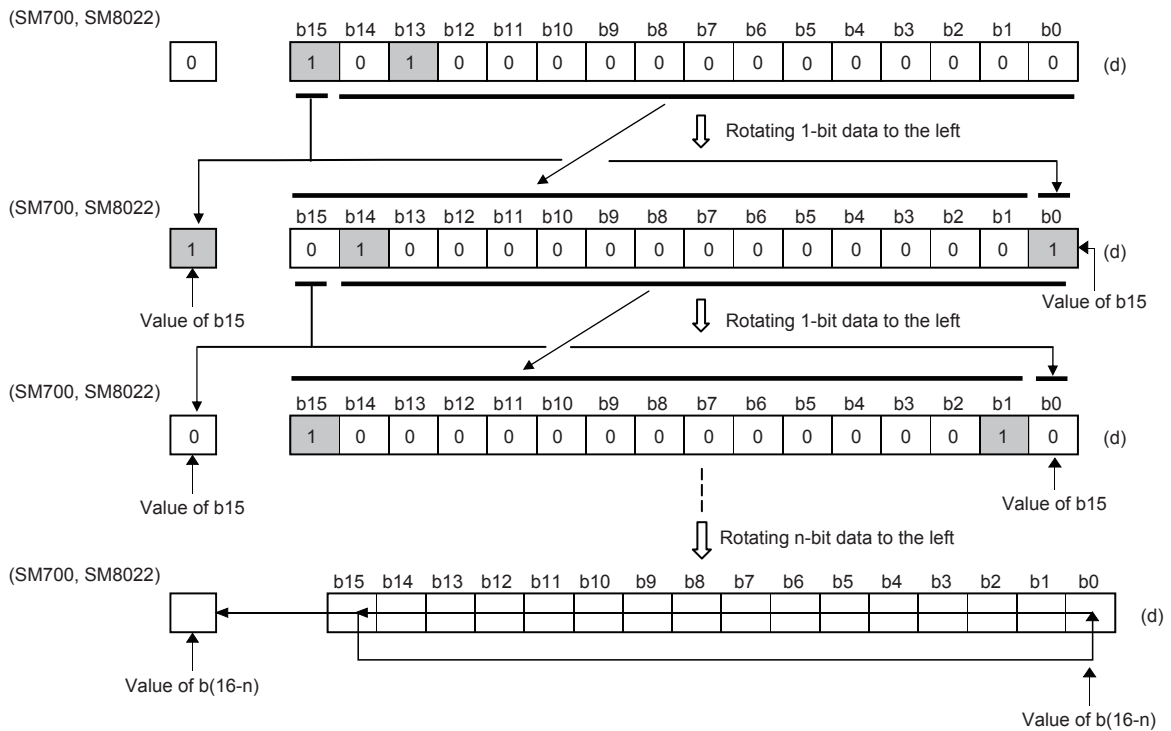 (SM700, SM8022)
b15 b14 b13 b12 b11 b10 b9 b8 b7 b6 b5 b4 b3 b2 b1 b0
0 1 0 1 0 0 0 0 0 0 0 0 0 0 0 0 0 (d)
Rotating 1-bit data to the left
(SM700, SM8022)
b15 b14 b13 b12 b11 b10 b9 b8 b7 b6 b5 b4 b3 b2 b1 b0
1 0 1 0 0 0 0 0 0 0 0 0 0 0 0 0 1 (d)
Value of b15
Value of b15
Rotating 1-bit data to the left
(SM700, SM8022)
b15 b14 b13 b12 b11 b10 b9 b8 b7 b6 b5 b4 b3 b2 b1 b0
0 1 0 0 0 0 0 0 0 0 0 0 0 0 0 1 0 (d)
Value of b15
Value of b15
Rotating n-bit data to the left
(SM700, SM8022)
b15 b14 b13 b12 b11 b10 b9 b8 b7 b6 b5 b4 b3 b2 b1 b0
(d)
Value of b(16-n)
Value of b(16-n)